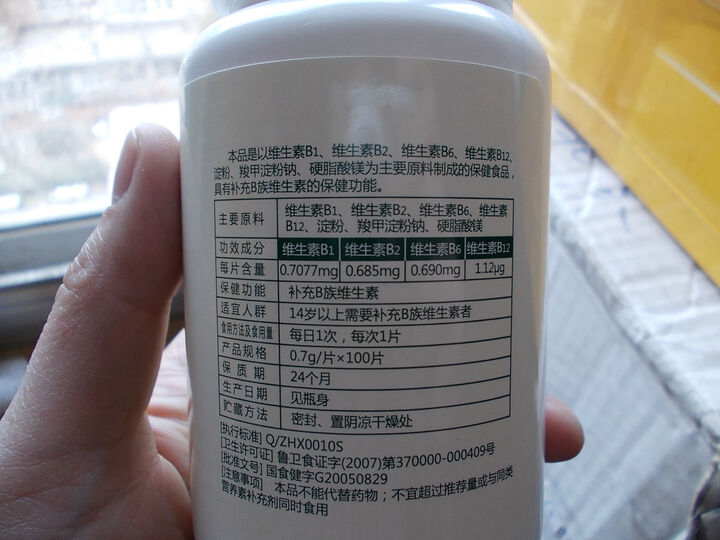 本品是以维生素B1、维生素B2、维生素B6、维生素B12、
淀粉、羧甲淀粉钠、硬脂酸镁为主要原料制成的保健食品,
具有补充B族维生素的保健功能。
主要原料 维生素B1、维生素B2、维生素B6、维生素
B12、淀粉、羧甲淀粉钠、硬脂酸镁
功效成分 维生素B1 维生素B2 维生素B6 维生素B12
每片含量 0.7077mg 0.685mg 0.690mg 1.12μg
保健功能 补充B族维生素
适宜人群 14岁以上需要补充B族维生素者
食用方法及食用量 每日1次，每次1片
产品规格 0.7g/片×100片
保质期 24个月
生产日期 见瓶身
贮藏方法 密封、置阴凉干燥处
[执行标准] Q/ZHX0010S
[卫生许可证] 鲁卫食证字(2007)第370000-000409号
[批准文号] 国食健字G20050829
[注意事项] 本品不能代替药物；不宜超过推荐量或与同类
营养素补充剂同时食用